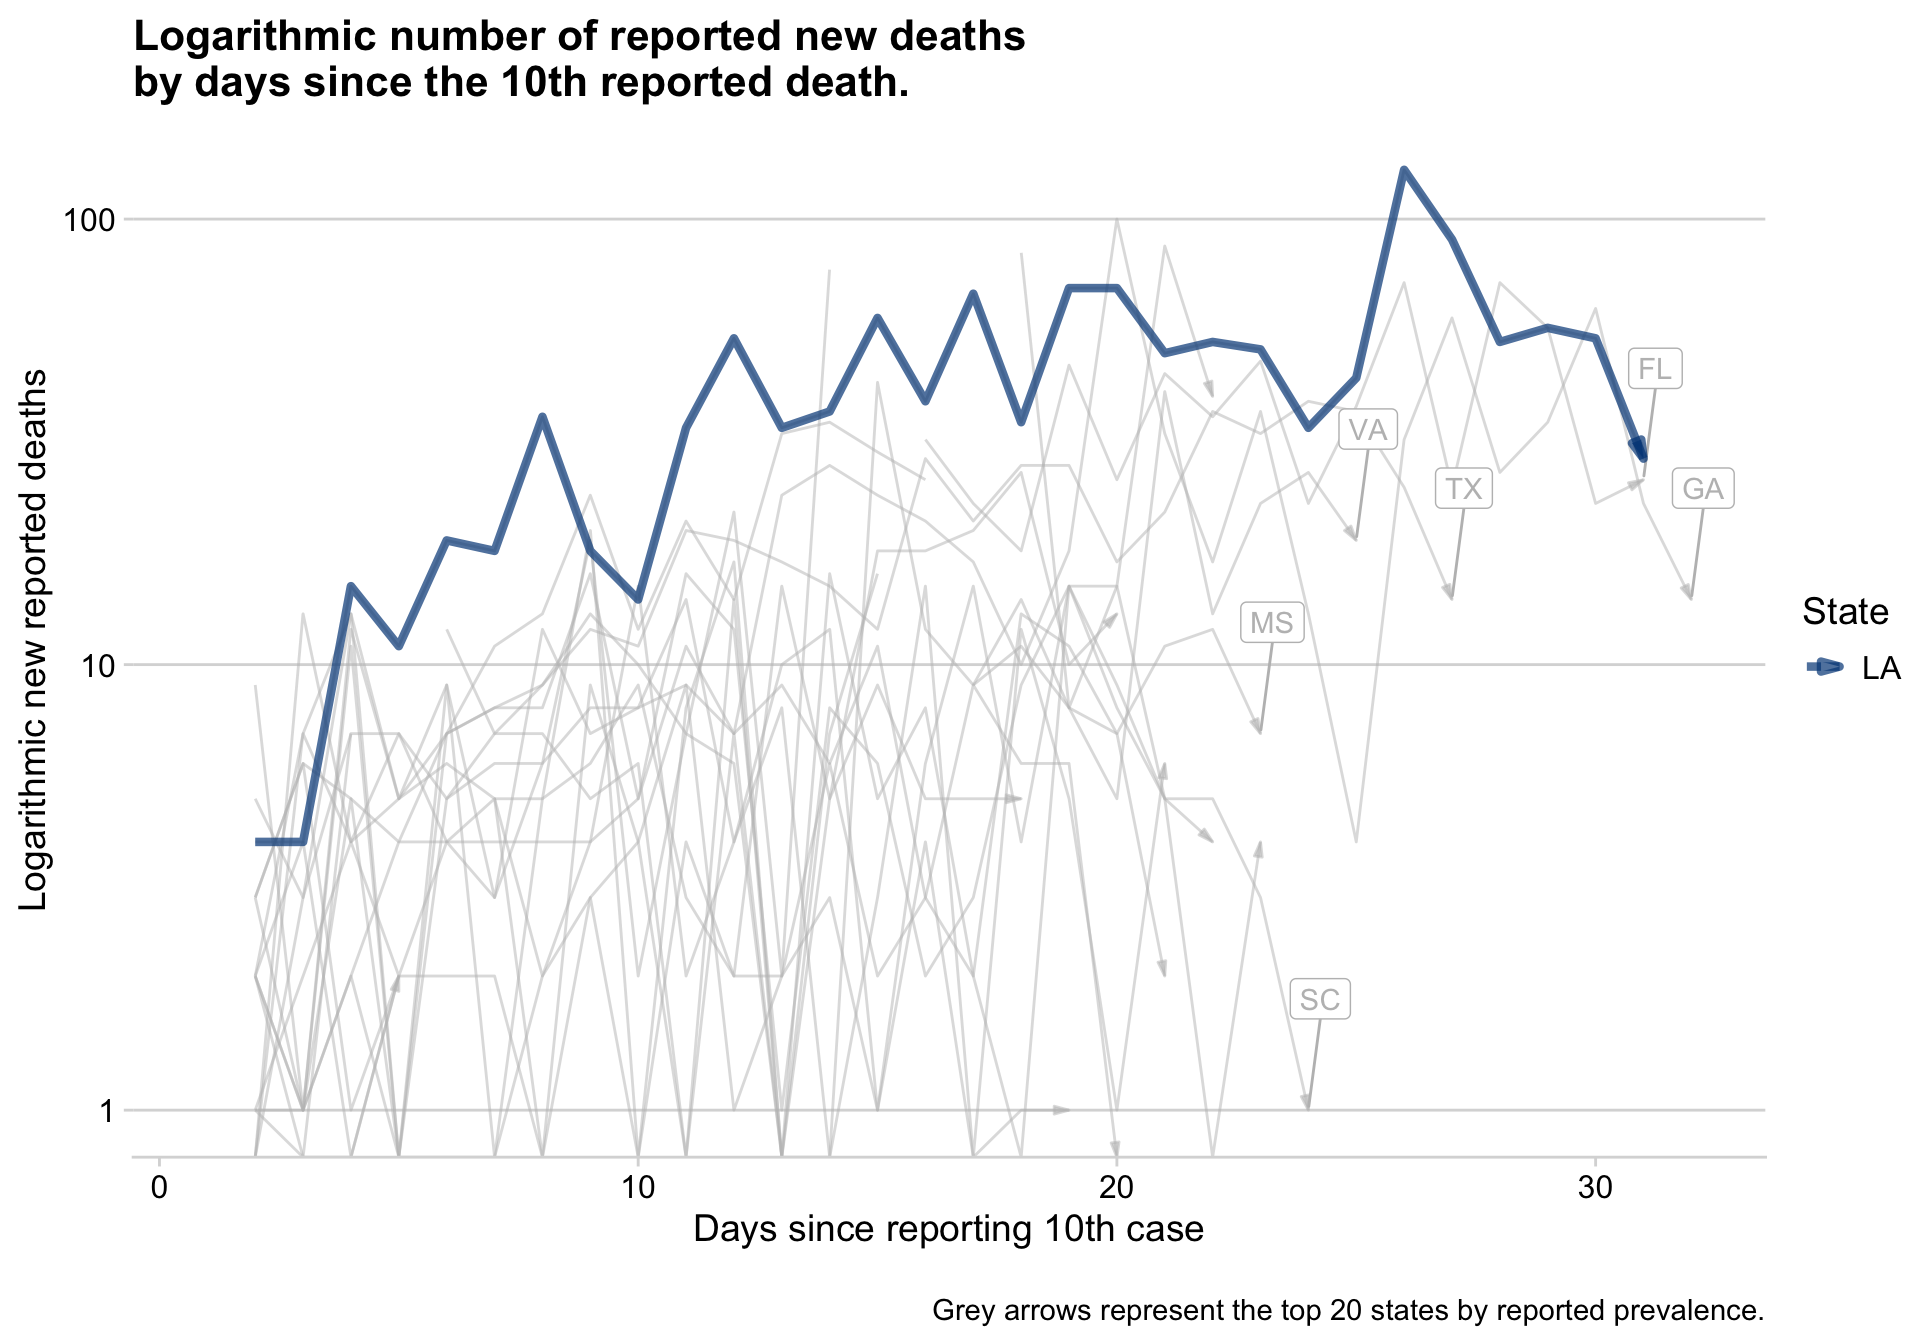 Logarithmic number of reported new deaths
by days since the 10th reported death.
Logarithmic new reported deaths
100
10
1
FL
VA
TX
GA
MS
SC
State
LA
0
10
20
30
Days since reporting 10th case
Grey arrows represent the top 20 states by reported prevalence.